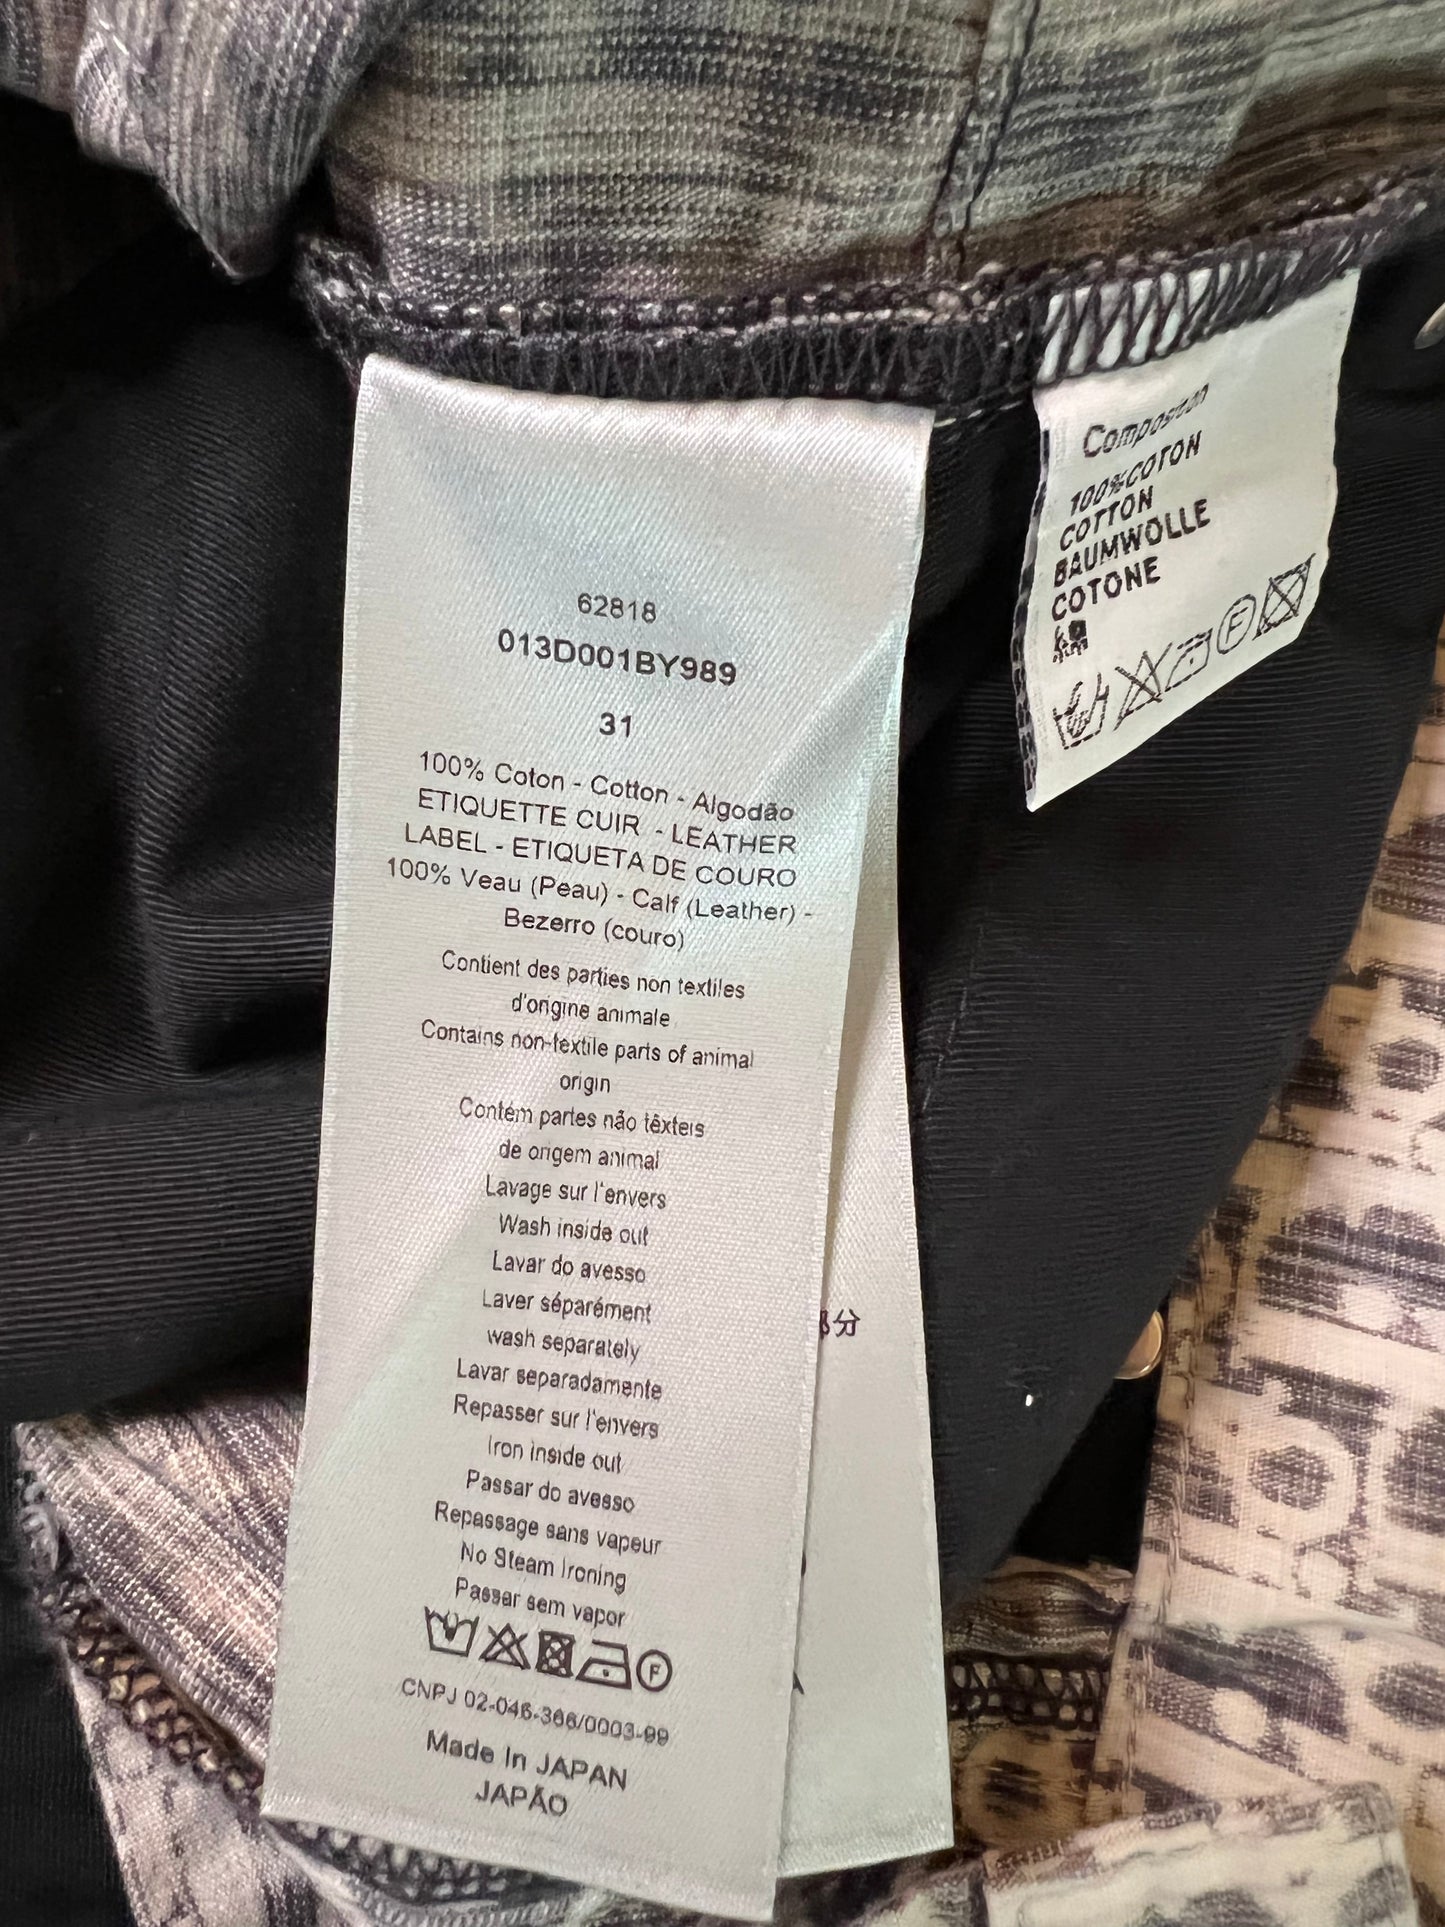 62818
013D001BY989
31
100% Coton - Cotton - Algodão
ETIQUETTE CUIR - LEATHER
LABEL - ETIQUETA DE COURO
100% Veau (Peau) - Calf (Leather) -
Bezerro (couro)
Contient des parties non textiles
d'origine animale
Contains non-textile parts of animal
origin
Contém partes não têxteis
de origem animal
Lavage sur l'envers
Wash inside out
Lavar do avesso
Laver séparément
wash separately
Lavar separadamente
Repasser sur l'envers
Iron inside out
Passar do avesso
Repassage sans vapeur
No Steam Ironing
Passar sem vapor
F
CNPJ 02-046-366/0003-99
Made In JAPAN
JAPÃO
分
Composition
100%COTON
COTTON
BAUMWOLLE
COTONE
F